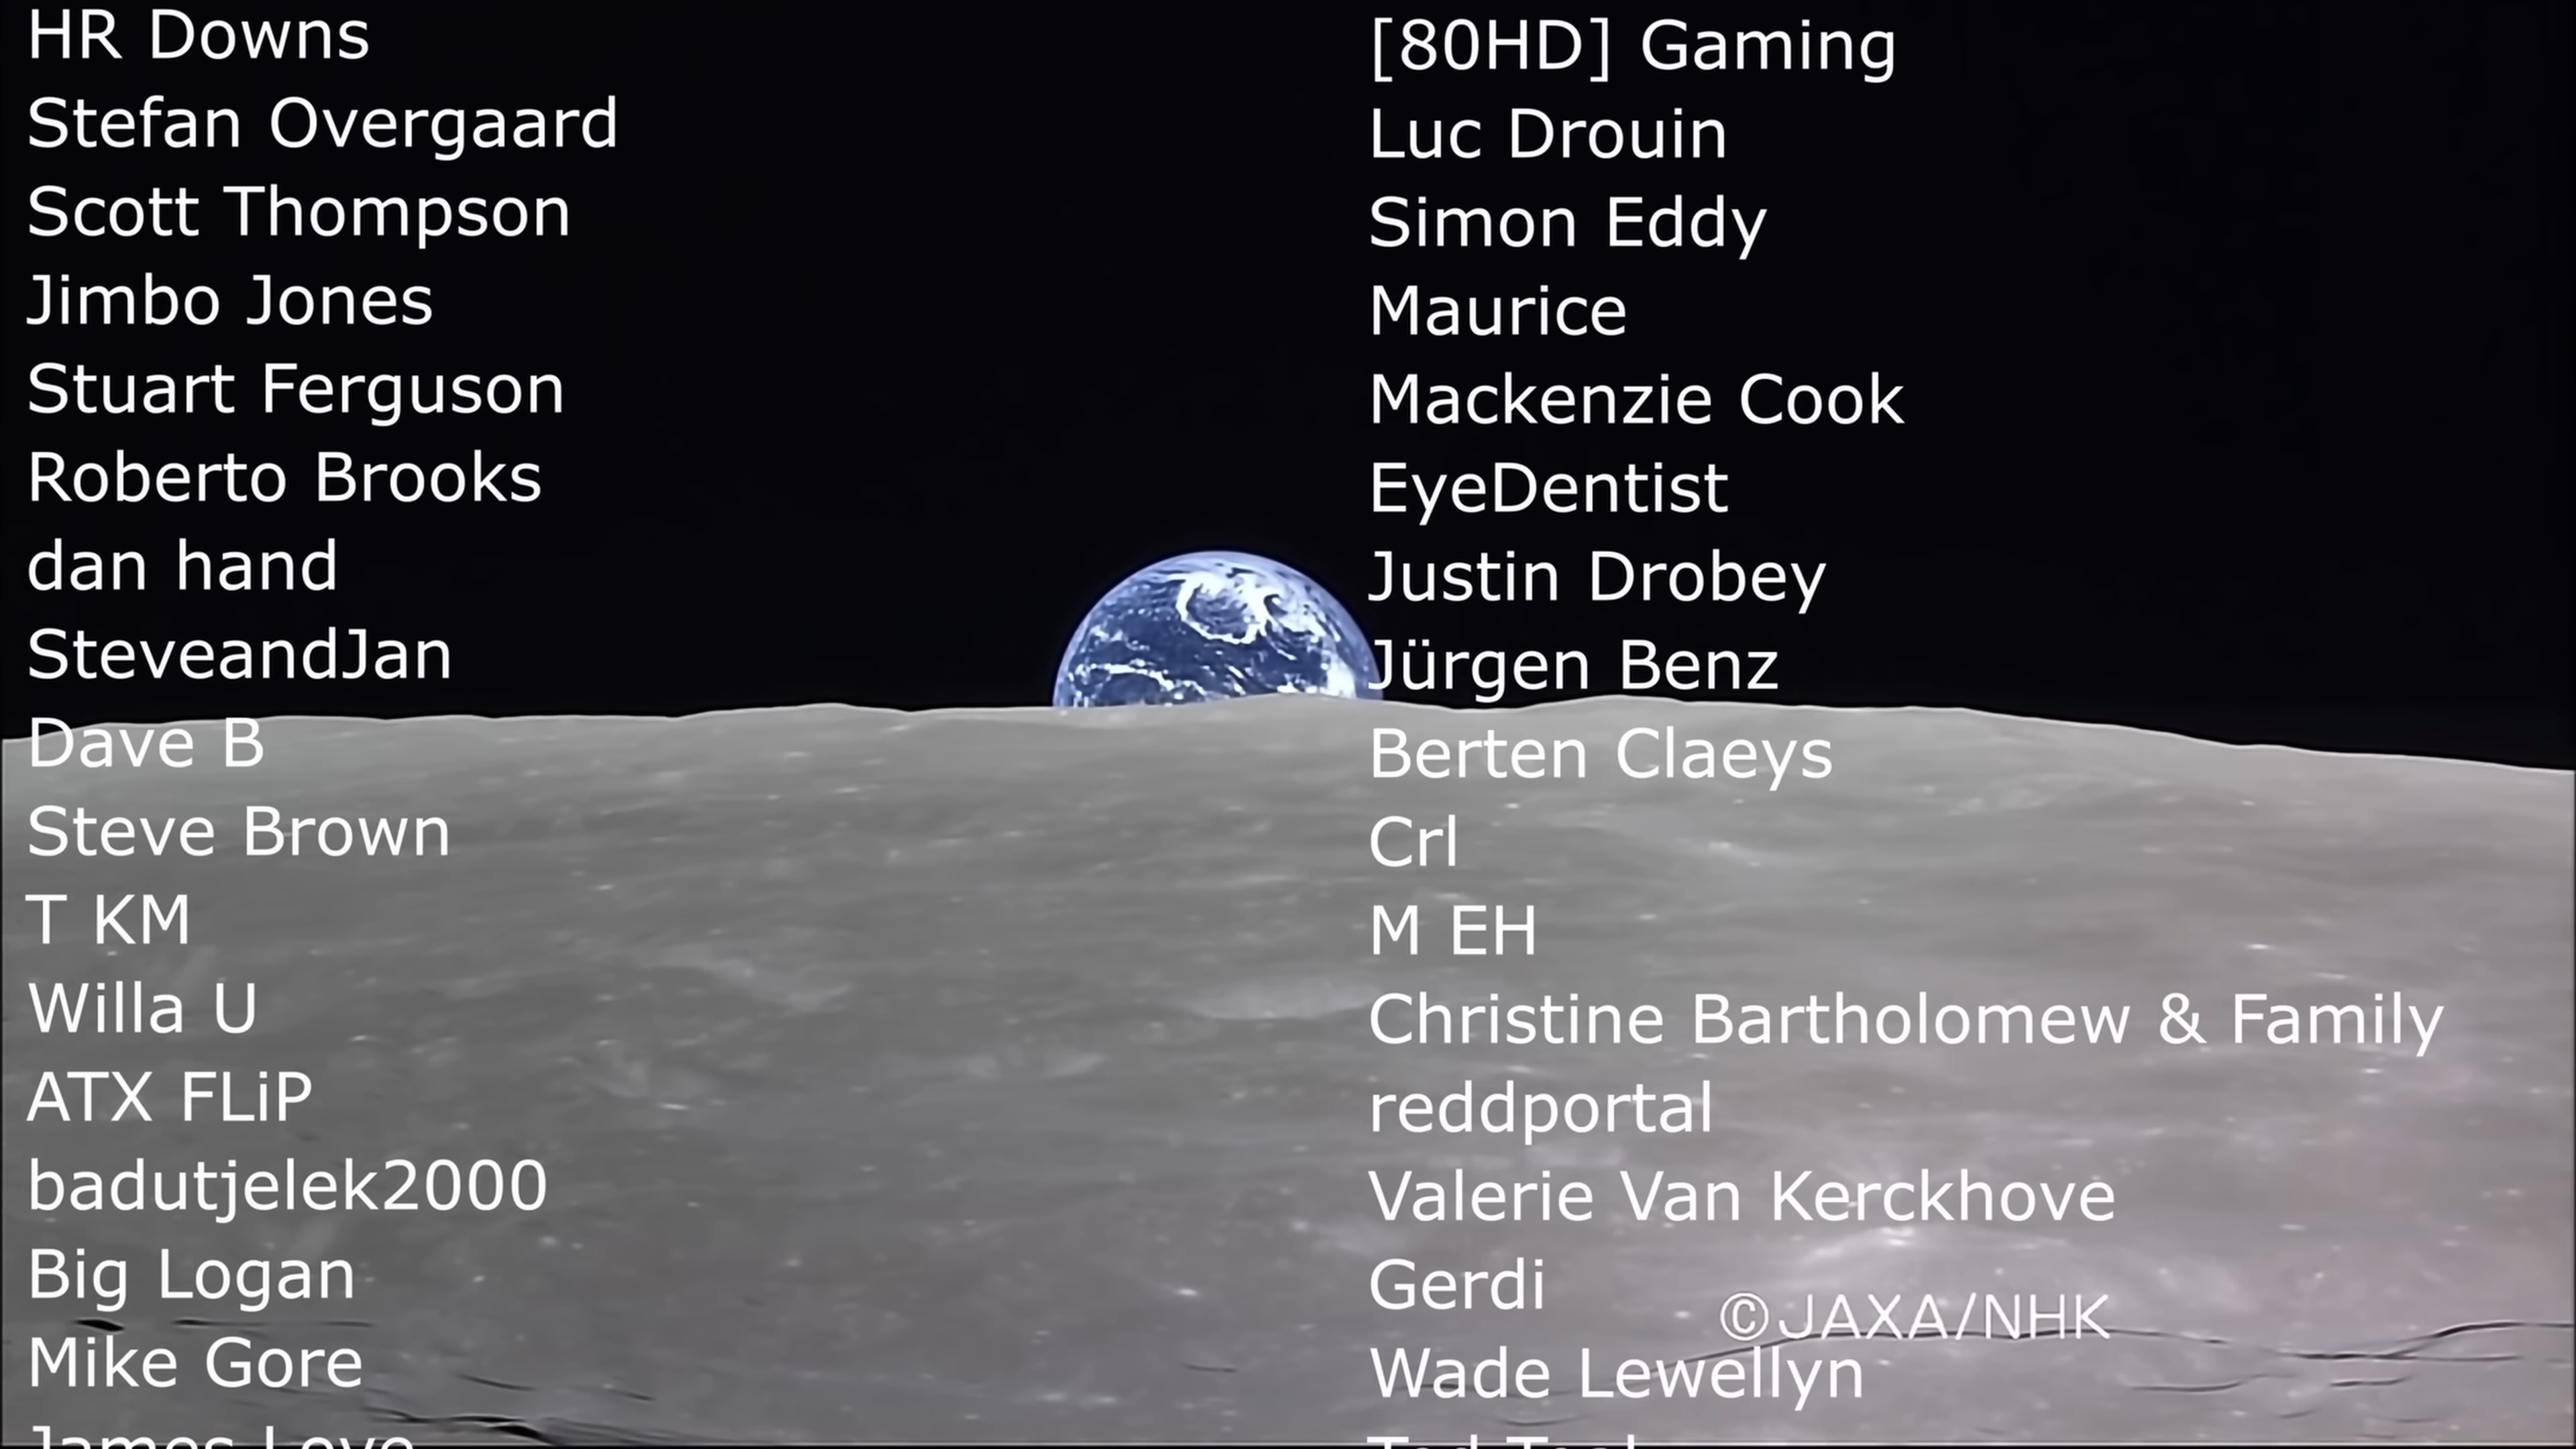 HR Downs
Stefan Overgaard
Scott Thompson
Jimbo Jones
Stuart Ferguson
Roberto Brooks
dan hand
SteveandJan
Dave B
Steve Brown
T KM
Willa U
ATX FLiP
badutjelek2000
Big Logan
Mike Gore
James Love
[80HD] Gaming
Luc Drouin
Simon Eddy
Maurice
Mackenzie Cook
EyeDentist
Justin Drobey
Jürgen Benz
Berten Claeys
Crl
M EH
Christine Bartholomew & Family
reddportal
Valerie Van Kerckhove
Gerdi
©JAXA/NHK
Wade Lewellyn